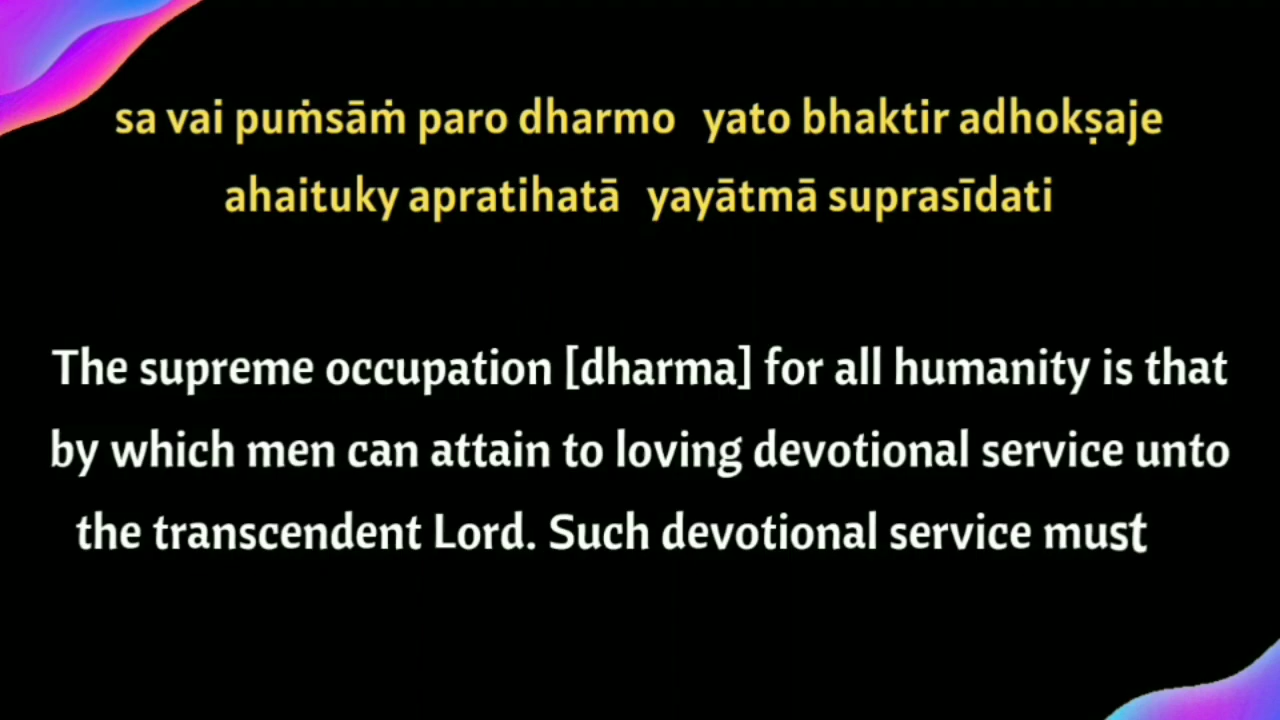 sa vai puṁsāṁ paro dharmo yato bhaktir adhokṣaje
ahaituky apratihatā yayātmā suprasīdati
The supreme occupation [dharma] for all humanity is that
by which men can attain to loving devotional service unto
the transcendent Lord. Such devotional service must